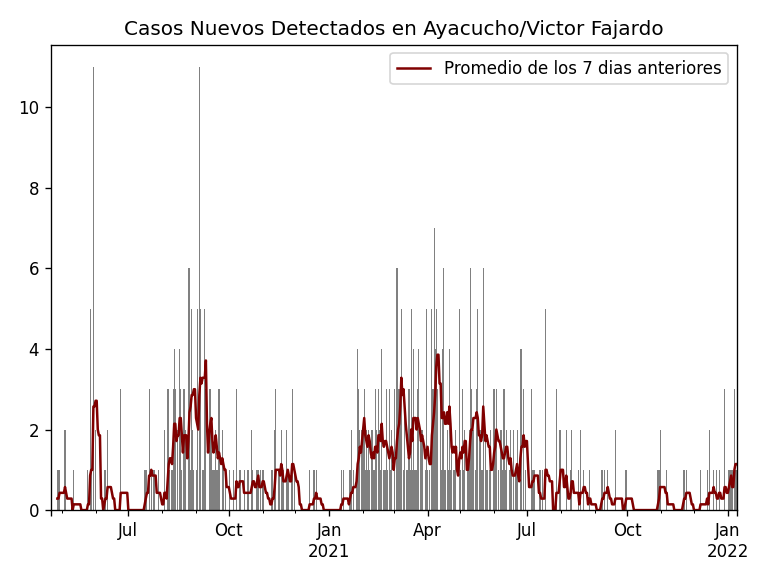 Casos Nuevos Detectados en Ayacucho/Victor Fajardo
Promedio de los 7 dias anteriores
10
8
6
4
2
0
Jul Oct Jan Apr Jul Oct Jan
2021 2022